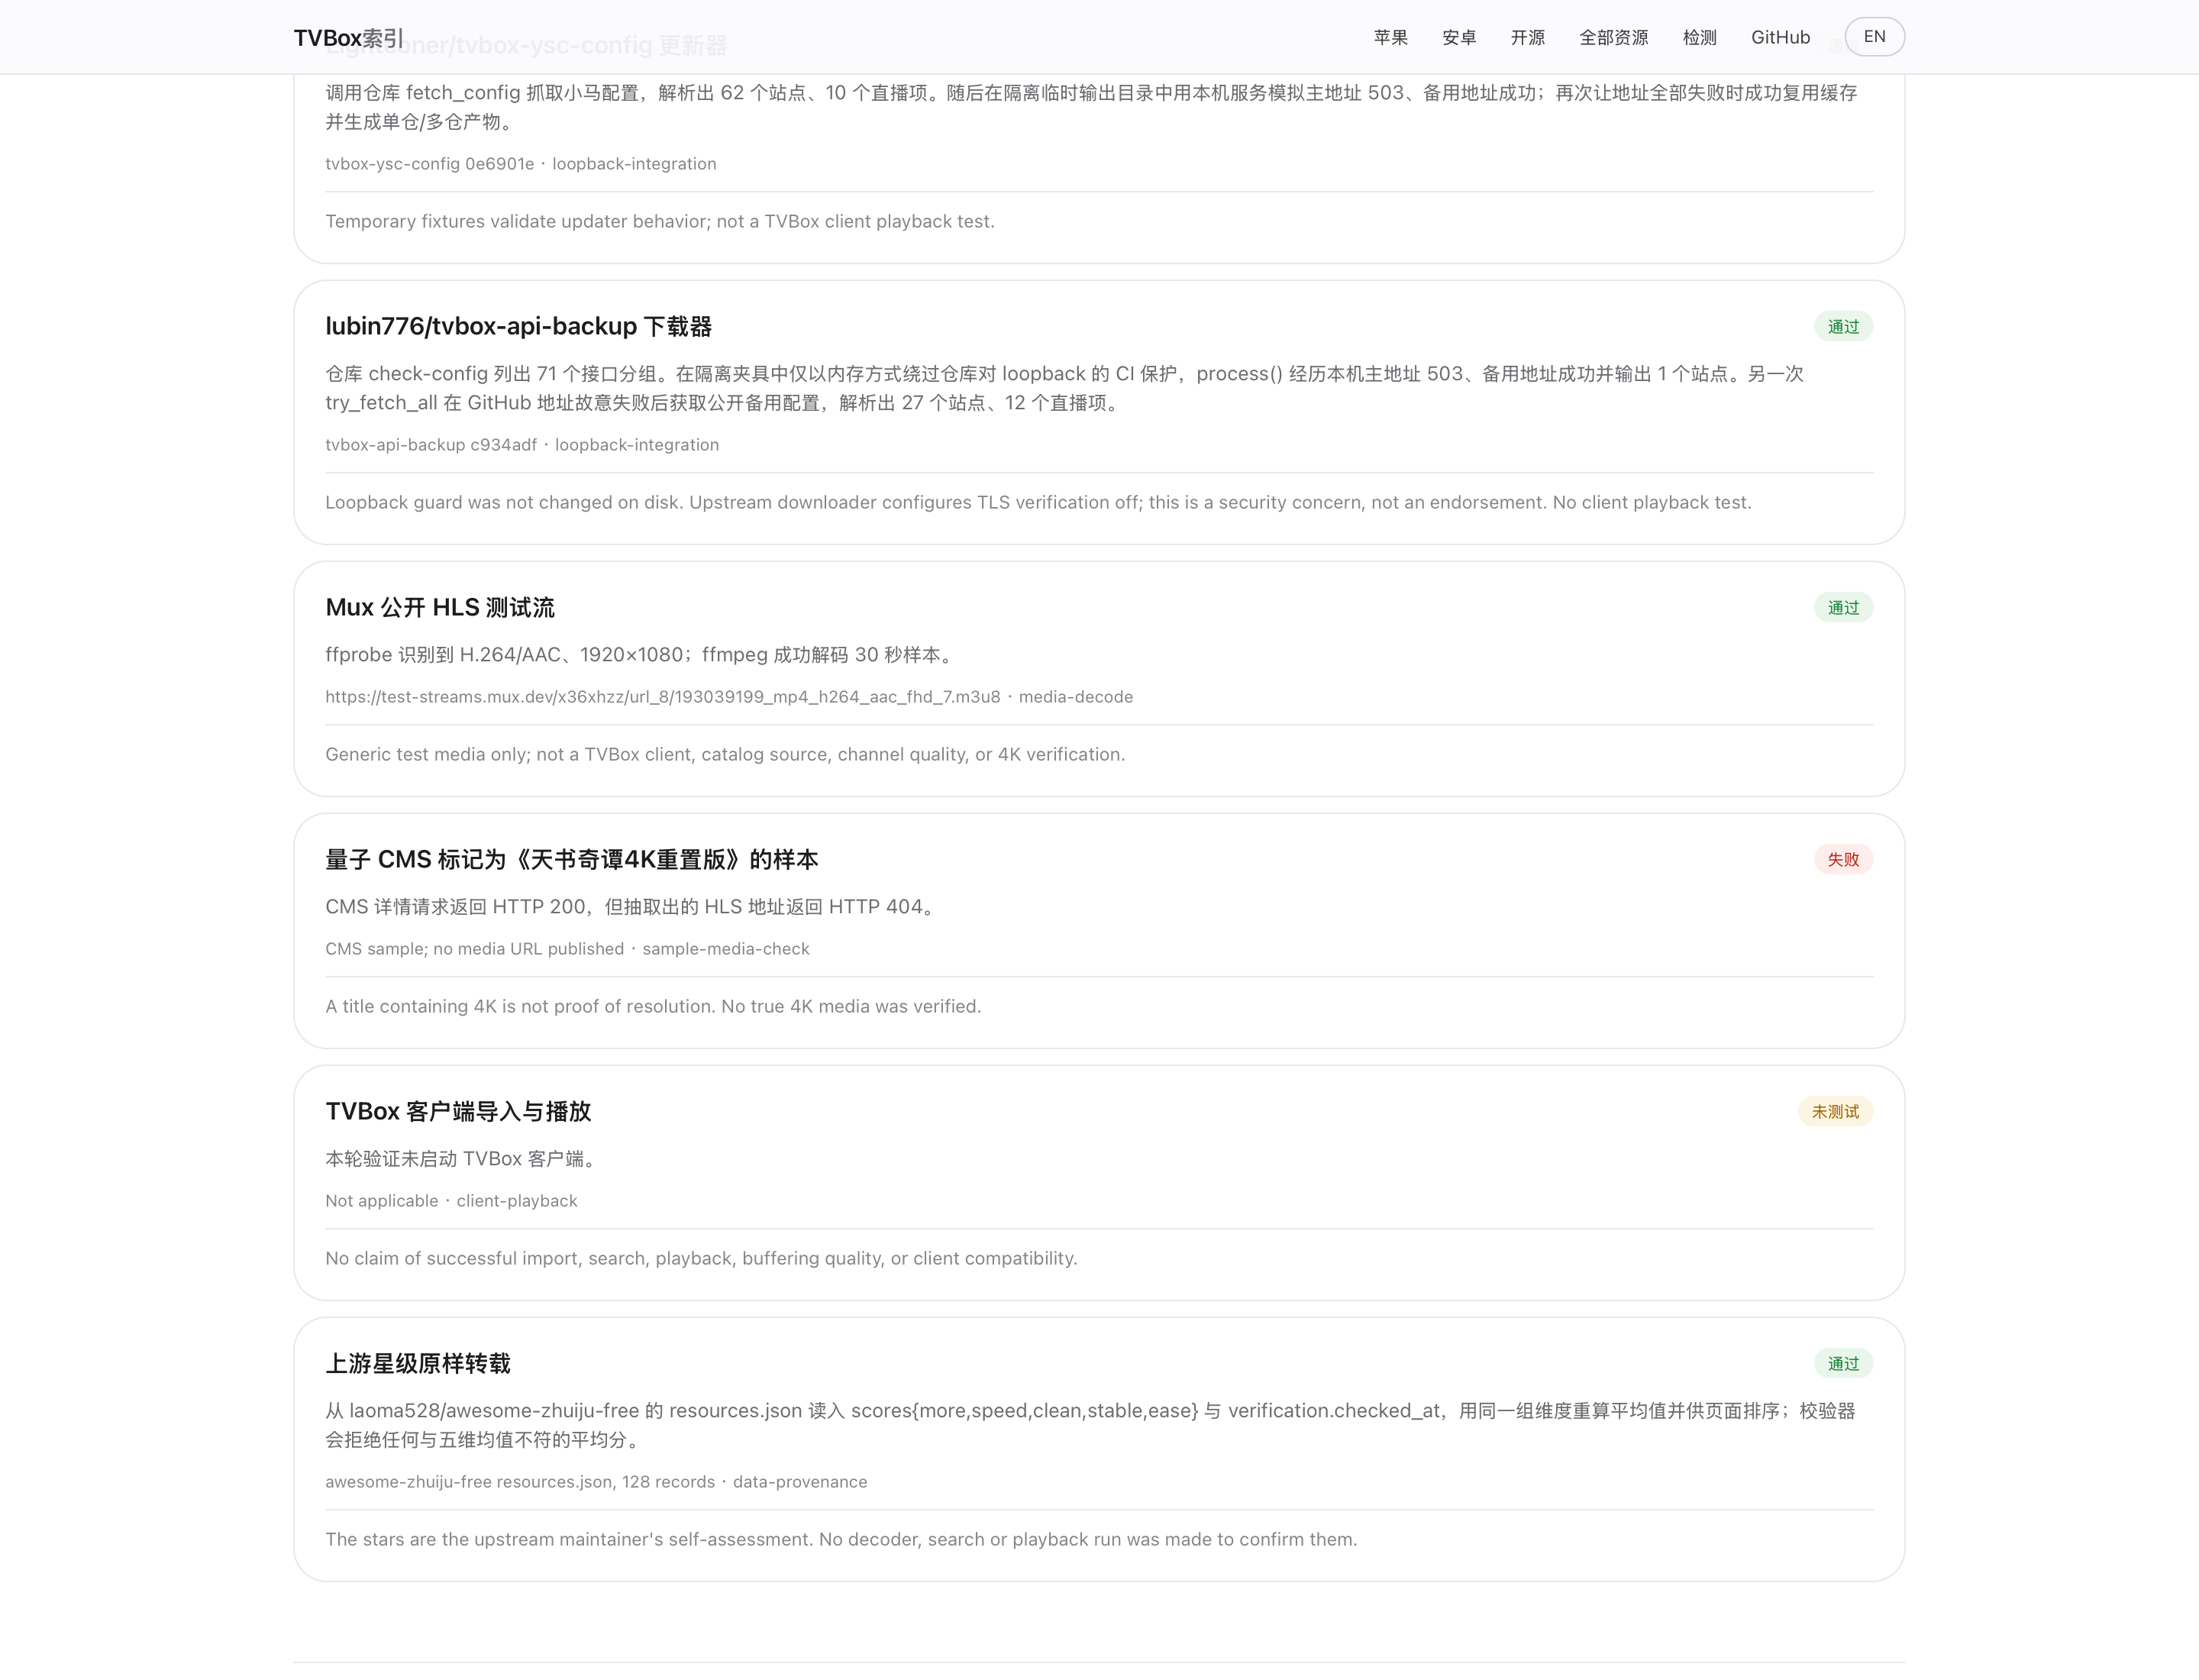 TVBox索引
苹果
安卓
开源
全部资源
检测
GitHub
EN
Lightconer/tvbox-ysc-config 更新器
通过
调用仓库 fetch_config 抓取小马配置，解析出 62 个站点、10 个直播项。随后在隔离临时输出目录中用本机服务模拟主地址 503、备用地址成功；再次让地址全部失败时成功复用缓存
并生成单仓/多仓产物。
tvbox-ysc-config 0e6901e · loopback-integration
Temporary fixtures validate updater behavior; not a TVBox client playback test.
lubin776/tvbox-api-backup 下载器
通过
仓库 check-config 列出 71 个接口分组。在隔离夹具中仅以内存方式绕过仓库对 loopback 的 CI 保护，process() 经历本机主地址 503、备用地址成功并输出 1 个站点。另一次
try_fetch_all 在 GitHub 地址故意失败后获取公开备用配置，解析出 27 个站点、12 个直播项。
tvbox-api-backup c934adf · loopback-integration
Loopback guard was not changed on disk. Upstream downloader configures TLS verification off; this is a security concern, not an endorsement. No client playback test.
Mux 公开 HLS 测试流
通过
ffprobe 识别到 H.264/AAC、1920×1080；ffmpeg 成功解码 30 秒样本。
https://test-streams.mux.dev/x36xhzz/url_8/193039199_mp4_h264_aac_fhd_7.m3u8 · media-decode
Generic test media only; not a TVBox client, catalog source, channel quality, or 4K verification.
量子 CMS 标记为《天书奇谭4K重置版》的样本
失败
CMS 详情请求返回 HTTP 200，但抽取出的 HLS 地址返回 HTTP 404。
CMS sample; no media URL published · sample-media-check
A title containing 4K is not proof of resolution. No true 4K media was verified.
TVBox 客户端导入与播放
未测试
本轮验证未启动 TVBox 客户端。
Not applicable · client-playback
No claim of successful import, search, playback, buffering quality, or client compatibility.
上游星级原样转载
通过
从 laoma528/awesome-zhuiju-free 的 resources.json 读入 scores{more,speed,clean,stable,ease} 与 verification.checked_at，用同一组维度重算平均值并供页面排序；校验器
会拒绝任何与五维均值不符的平均分。
awesome-zhuiju-free resources.json, 128 records · data-provenance
The stars are the upstream maintainer's self-assessment. No decoder, search or playback run was made to confirm them.